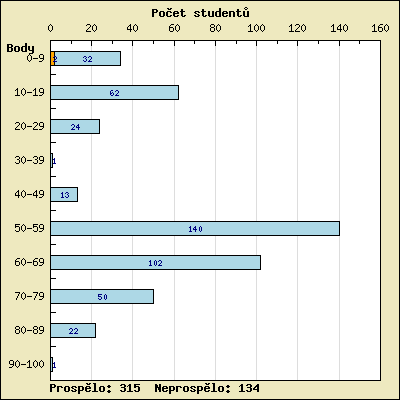 Počet studentů
0 20 40 60 80 100 120 140 160
Body
0-9 2 32
10-19 62
20-29 24
30-39 1
40-49 13
50-59 140
60-69 102
70-79 50
80-89 22
90-100 1
Prospělo: 315 Neprospělo: 134